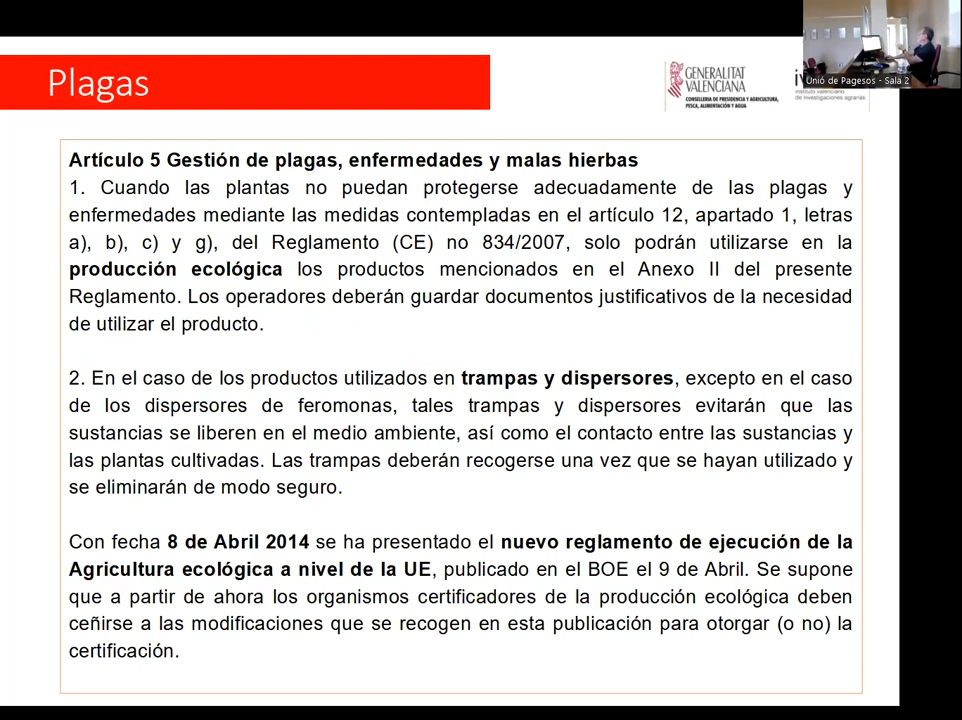 Plagas
GENERALITAT
VALENCIANA
CONSELLERIA DE PRESIDENCIA Y AGRICULTURA,
PESCA, ALIMENTACIÓN Y AGUA
instituto valenciano
de investigaciones agrarias
Unió de Pagesos - Sala 2
Artículo 5 Gestión de plagas, enfermedades y malas hierbas
1. Cuando las plantas no puedan protegerse adecuadamente de las plagas y
enfermedades mediante las medidas contempladas en el artículo 12, apartado 1, letras
a), b), c) y g), del Reglamento (CE) no 834/2007, solo podrán utilizarse en la
producción ecológica los productos mencionados en el Anexo II del presente
Reglamento. Los operadores deberán guardar documentos justificativos de la necesidad
de utilizar el producto.
2. En el caso de los productos utilizados en trampas y dispersores, excepto en el caso
de los dispersores de feromonas, tales trampas y dispersores evitarán que las
sustancias se liberen en el medio ambiente, así como el contacto entre las sustancias y
las plantas cultivadas. Las trampas deberán recogerse una vez que se hayan utilizado y
se eliminarán de modo seguro.
Con fecha 8 de Abril 2014 se ha presentado el nuevo reglamento de ejecución de la
Agricultura ecológica a nivel de la UE, publicado en el BOE el 9 de Abril. Se supone
que a partir de ahora los organismos certificadores de la producción ecológica deben
ceñirse a las modificaciones que se recogen en esta publicación para otorgar (o no) la
certificación.